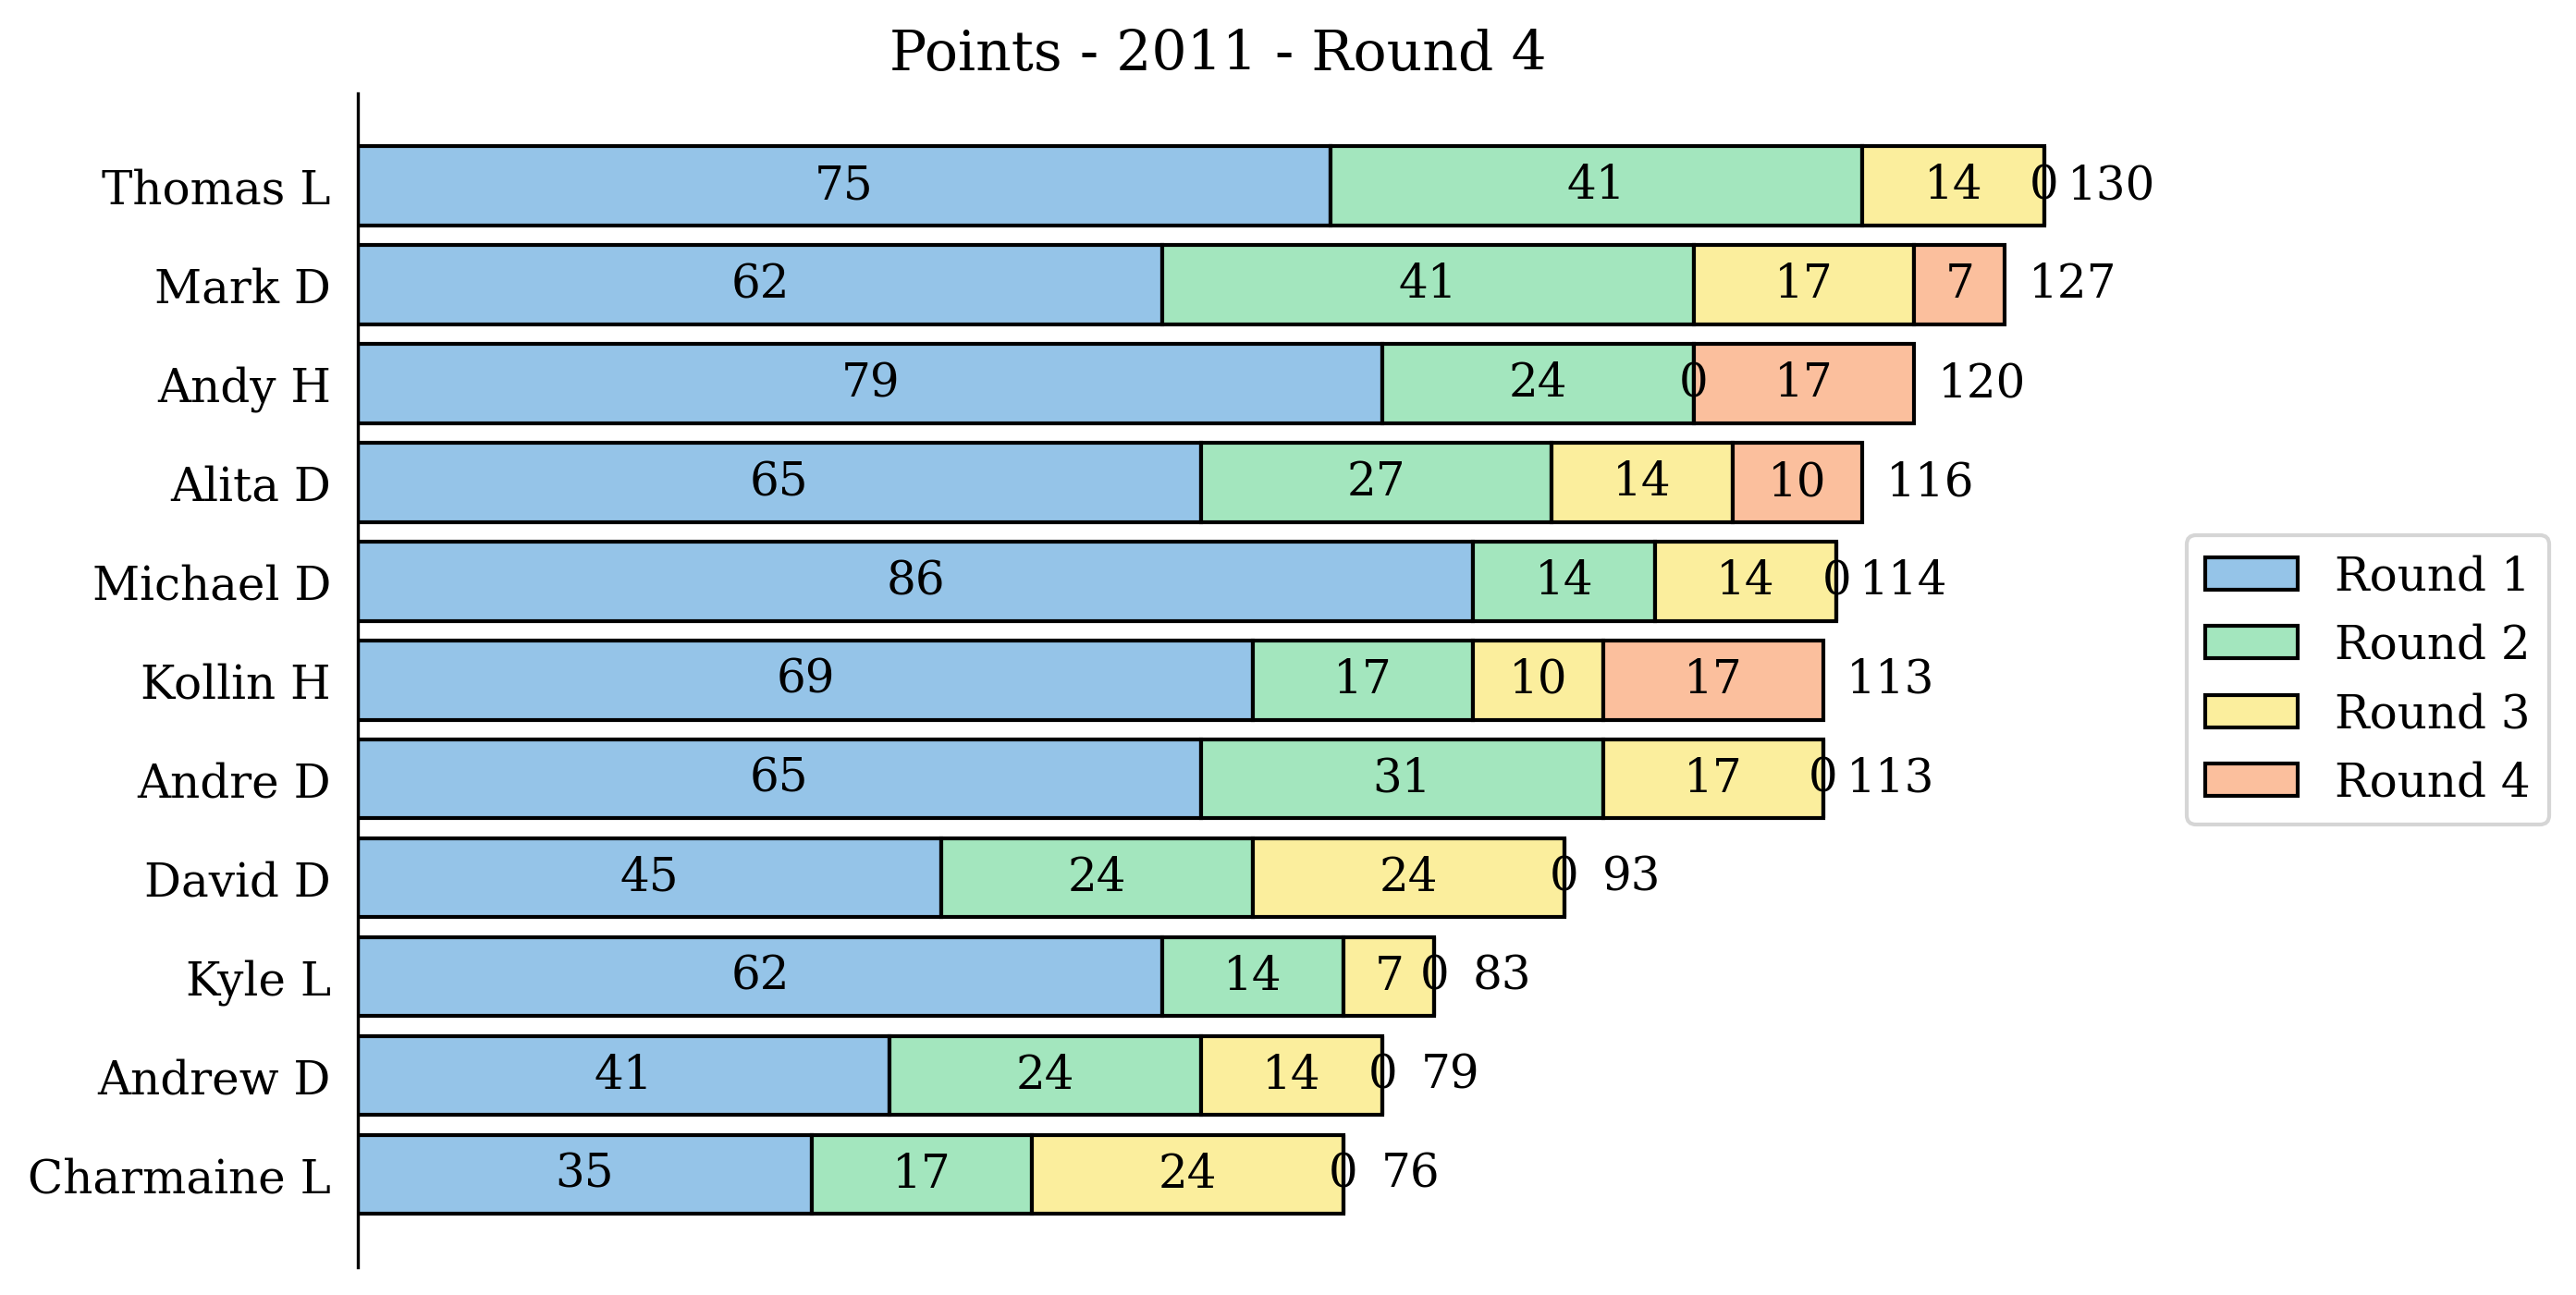 Points - 2011 - Round 4
Thomas L 75 41 14 0 130
Mark D 62 41 17 7 127
Andy H 79 24 0 17 120
Alita D 65 27 14 10 116
Michael D 86 14 14 0 114
Kollin H 69 17 10 17 113
Andre D 65 31 17 0 113
David D 45 24 24 0 93
Kyle L 62 14 7 0 83
Andrew D 41 24 14 0 79
Charmaine L 35 17 24 0 76
Round 1
Round 2
Round 3
Round 4